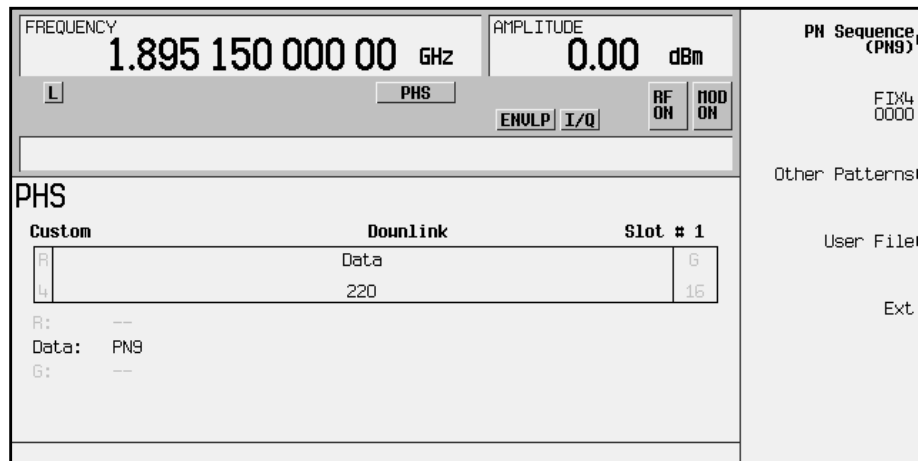 FREQUENCY
1.895 150 000 00 GHz
AMPLITUDE
0.00 dBm
L
PHS
ENVLP I/Q
RF ON
MOD ON
PHS
Custom Downlink Slot # 1
R Data G
4 220 16
R: --
Data: PN9
G: --
PN Sequence
(PN9)
FIX4
0000
Other Patterns
User File
Ext